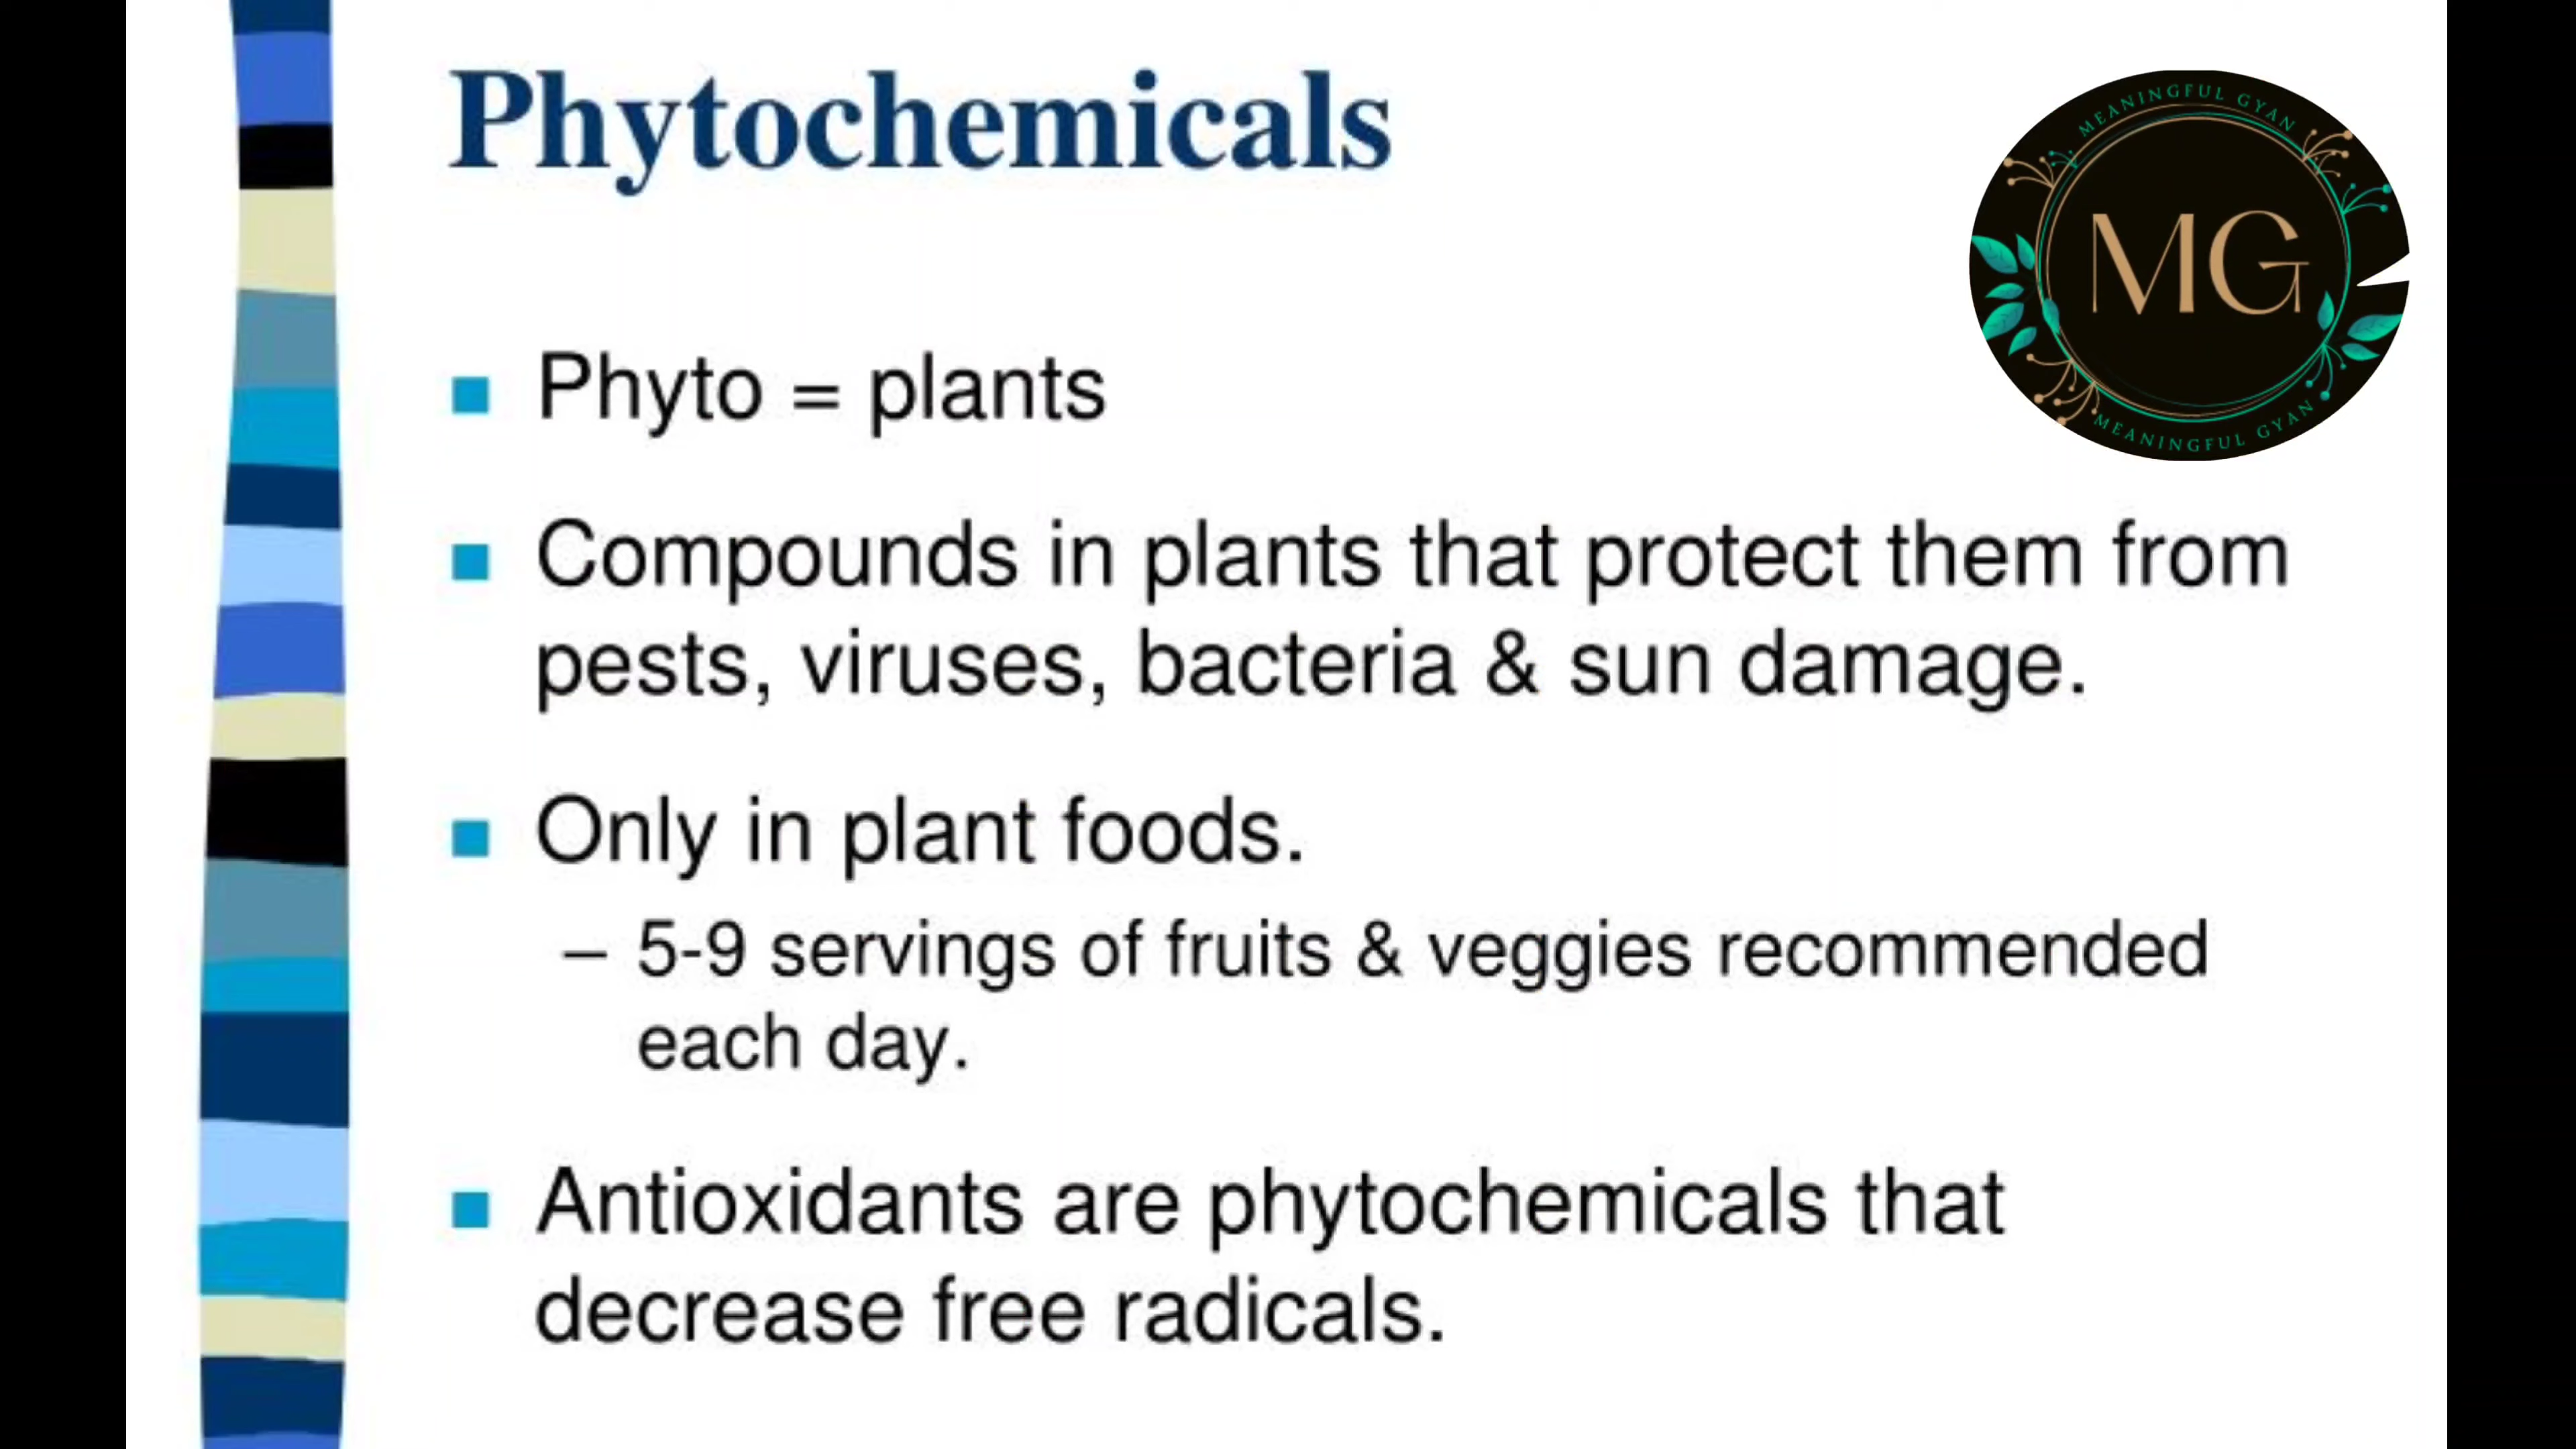 Phytochemicals
MEANINGFUL GYAN
MG
MEANINGFUL GYAN
■ Phyto = plants
■ Compounds in plants that protect them from
pests, viruses, bacteria & sun damage.
■ Only in plant foods.
– 5-9 servings of fruits & veggies recommended
each day.
■ Antioxidants are phytochemicals that
decrease free radicals.